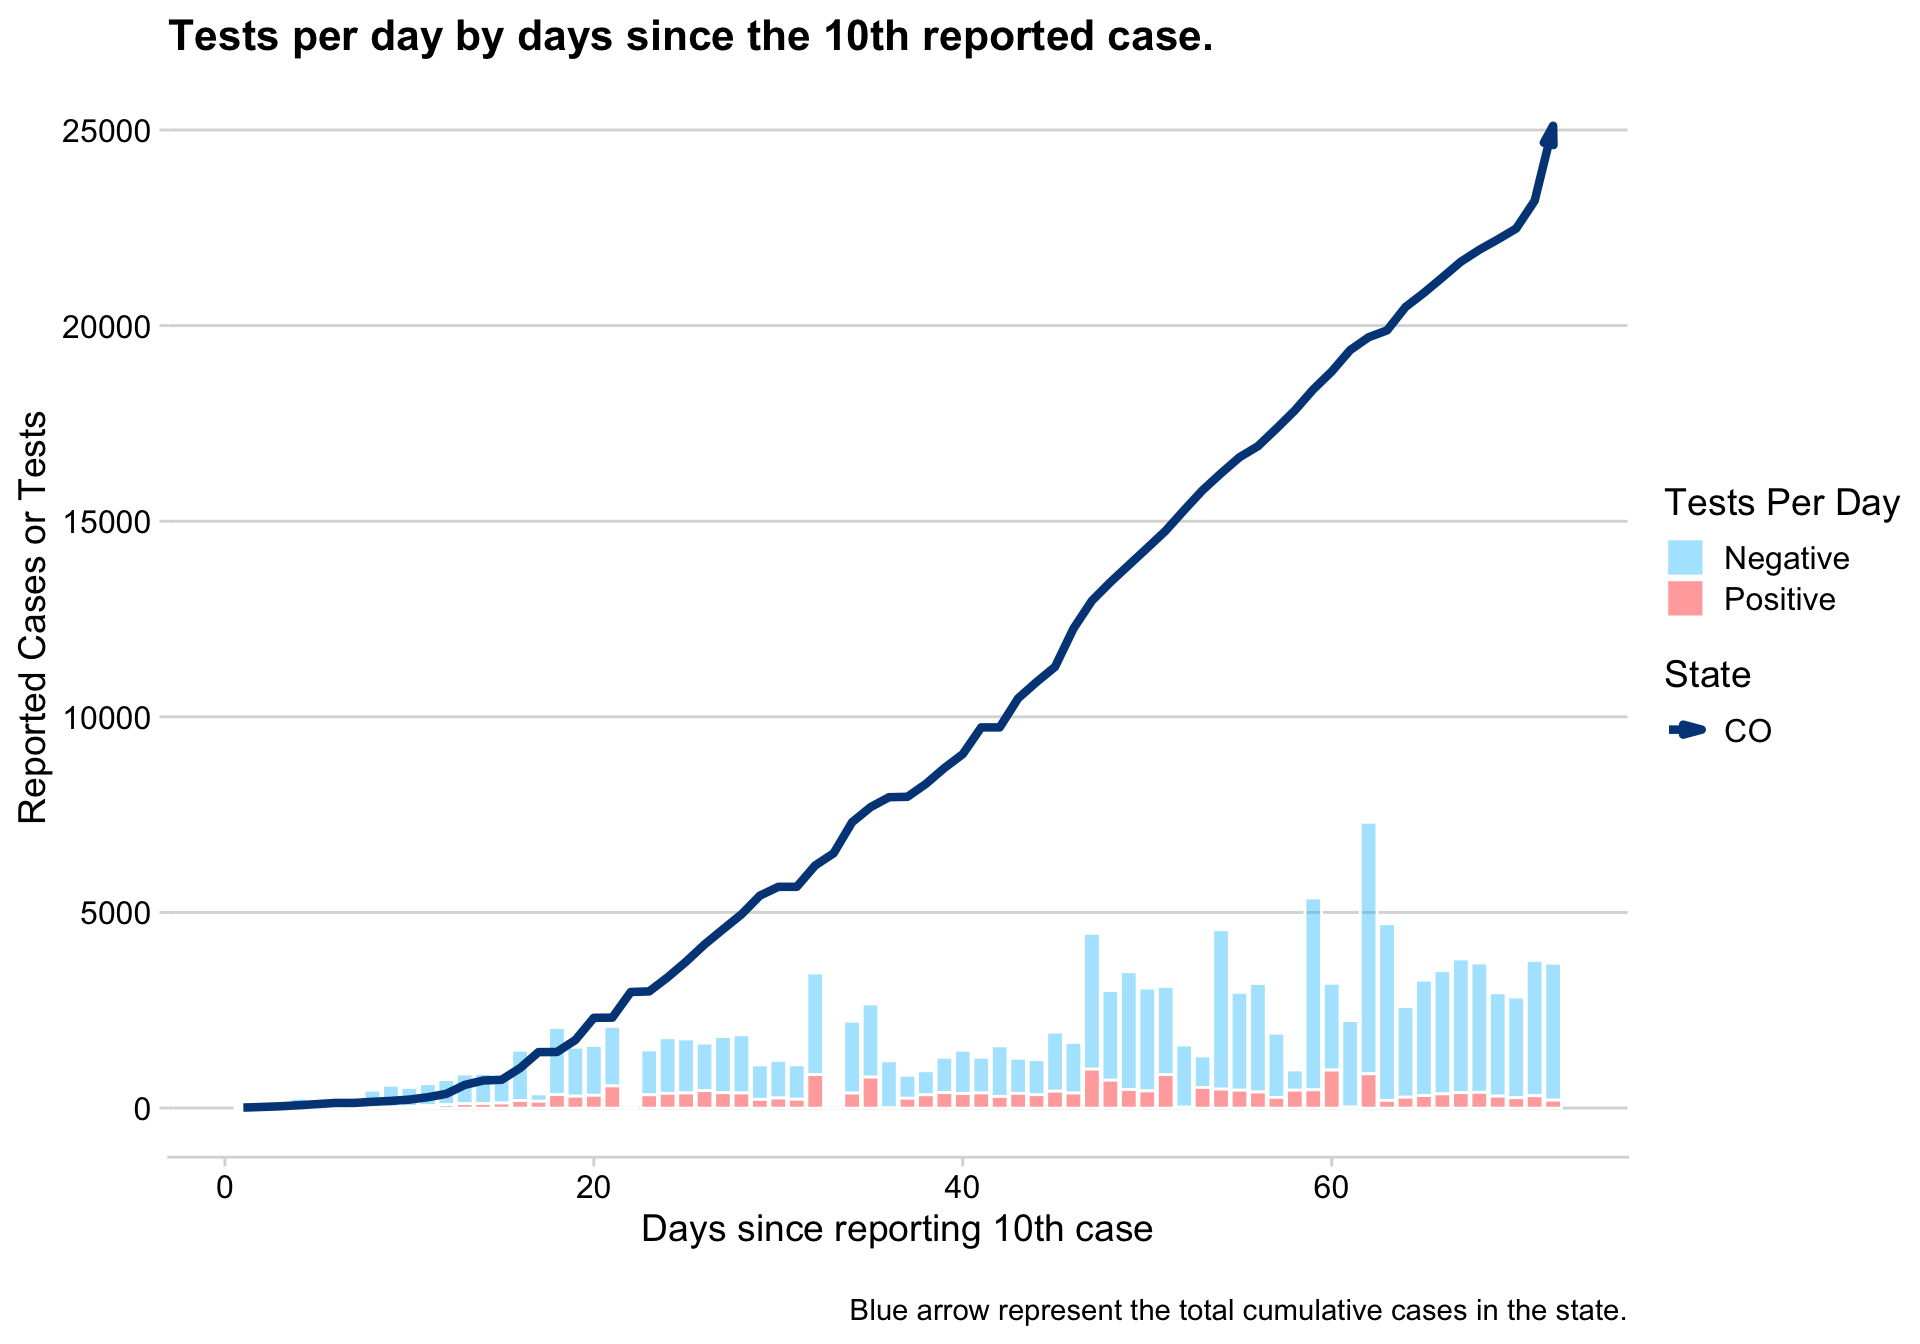 Tests per day by days since the 10th reported case.
25000
20000
15000
10000
5000
0
Reported Cases or Tests
0 20 40 60
Days since reporting 10th case
Tests Per Day
Negative
Positive
State
CO
Blue arrow represent the total cumulative cases in the state.